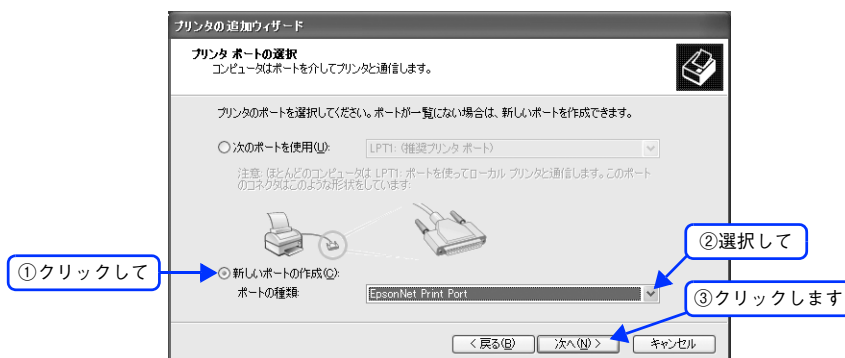 プリンタの追加ウィザード
プリンタ ポートの選択
コンピュータはポートを介してプリンタと通信します。
プリンタのポートを選択してください。ポートが一覧にない場合は、新しいポートを作成できます。
次のポートを使用(U):
LPT1: (推奨プリンタ ポート)
注意: ほとんどのコンピュータは LPT1: ポートを使ってローカル プリンタと通信します。このポート
のコネクタはこのような形状をしています:
②選択して
①クリックして
新しいポートの作成(C):
ポートの種類:
EpsonNet Print Port
③クリックします
< 戻る(B)
次へ(N) >
キャンセル